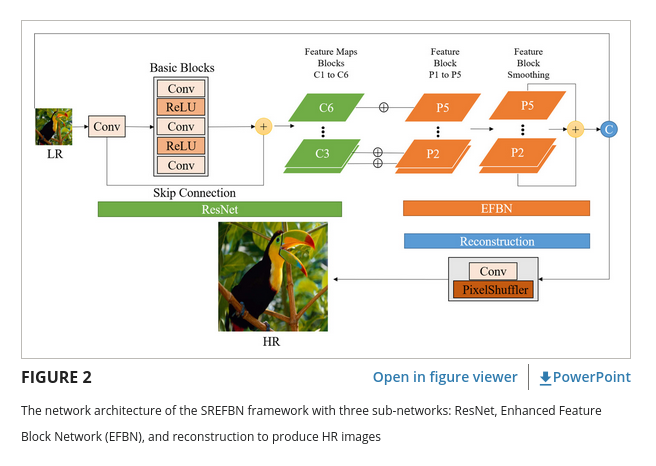 Feature Maps
Blocks
C1 to C6
Feature
Block
P1 to P5
Feature
Block
Smoothing
Basic Blocks
Conv
ReLU
Conv
ReLU
Conv
LR
Conv
+
C6
C3
P5
P2
P5
P2
+
C
Skip Connection
ResNet
EFBN
Reconstruction
Conv
PixelShuffler
HR
FIGURE 2
Open in figure viewer
PowerPoint
The network architecture of the SREFBN framework with three sub-networks: ResNet, Enhanced Feature
Block Network (EFBN), and reconstruction to produce HR images